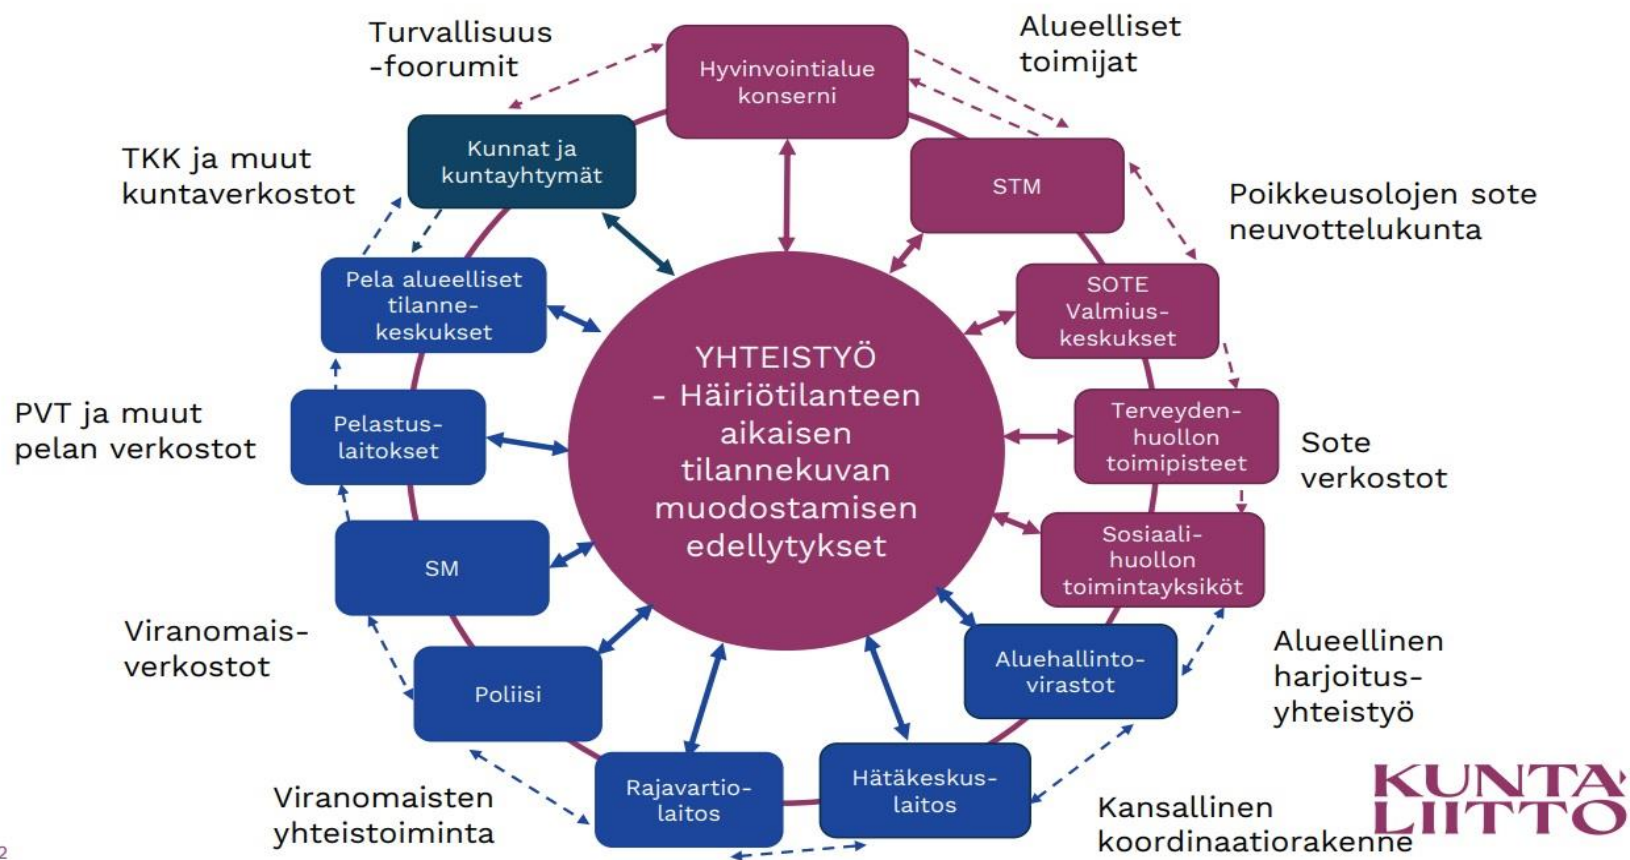 Turvallisuus
-foorumit
Hyvinvointialue
konserni
Alueelliset
toimijat
TKK ja muut
kuntaverkostot
Kunnat ja
kuntayhtymät
STM
Poikkeusolojen sote
neuvottelukunta
Pela alueelliset
tilanne-
keskukset
SOTE
Valmius-
keskukset
YHTEISTYÖ
- Häiriötilanteen
aikaisen
tilannekuvan
muodostamisen
edellytykset
PVT ja muut
pelan verkostot
Pelastus-
laitokset
Terveyden-
huollon
toimipisteet
Sote
verkostot
SM
Sosiaali-
huollon
toimintayksiköt
Viranomais-
verkostot
Poliisi
Aluehallinto-
virastot
Alueellinen
harjoitus-
yhteistyö
Viranomaisten
yhteistoiminta
Rajavartio-
laitos
Hätäkeskus-
laitos
Kansallinen
koordinaatiorakenne
KUNTA
LIITTO
2